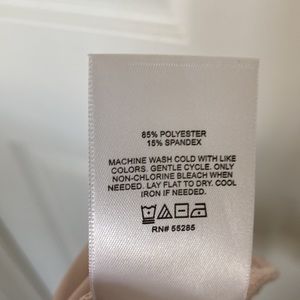 85% POLYESTER
15% SPANDEX
MACHINE WASH COLD WITH LIKE
COLORS. GENTLE CYCLE. ONLY
NON-CHLORINE BLEACH WHEN
NEEDED. LAY FLAT TO DRY. COOL
IRON IF NEEDED.
RN# 55285